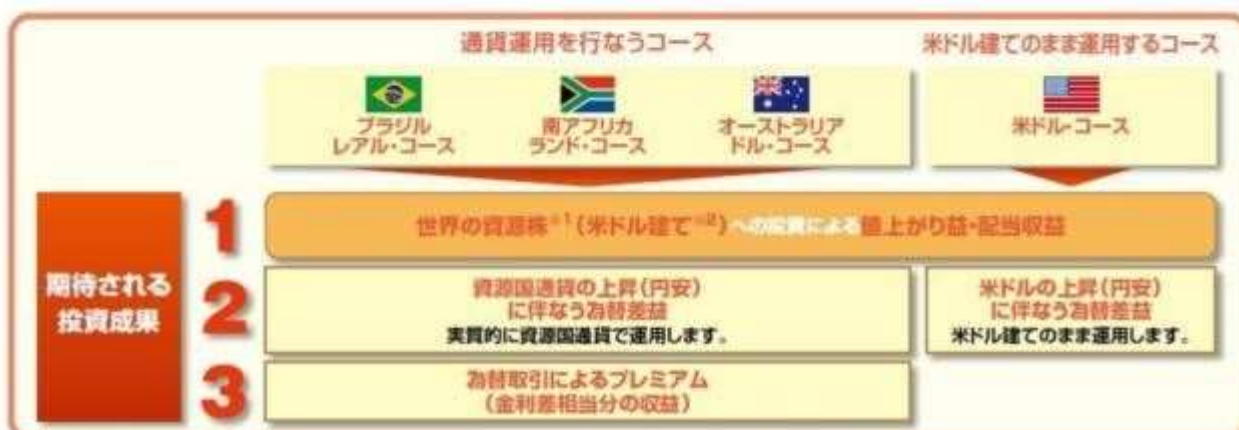 通貨運用を行なうコース
米ドル建てのまま運用するコース
ブラジル
レアル・コース
南アフリカ
ランド・コース
オーストラリア
ドル・コース
米ドル・コース
期待される
投資成果
1
世界の資源株※1(米ドル建て※2)への投資による値上がり益・配当収益
2
資源国通貨の上昇(円安)
に伴なう為替差益
実質的に資源国通貨で運用します。
米ドルの上昇(円安)
に伴なう為替差益
米ドル建てのまま運用します。
3
為替取引によるプレミアム
(金利差相当分の収益)